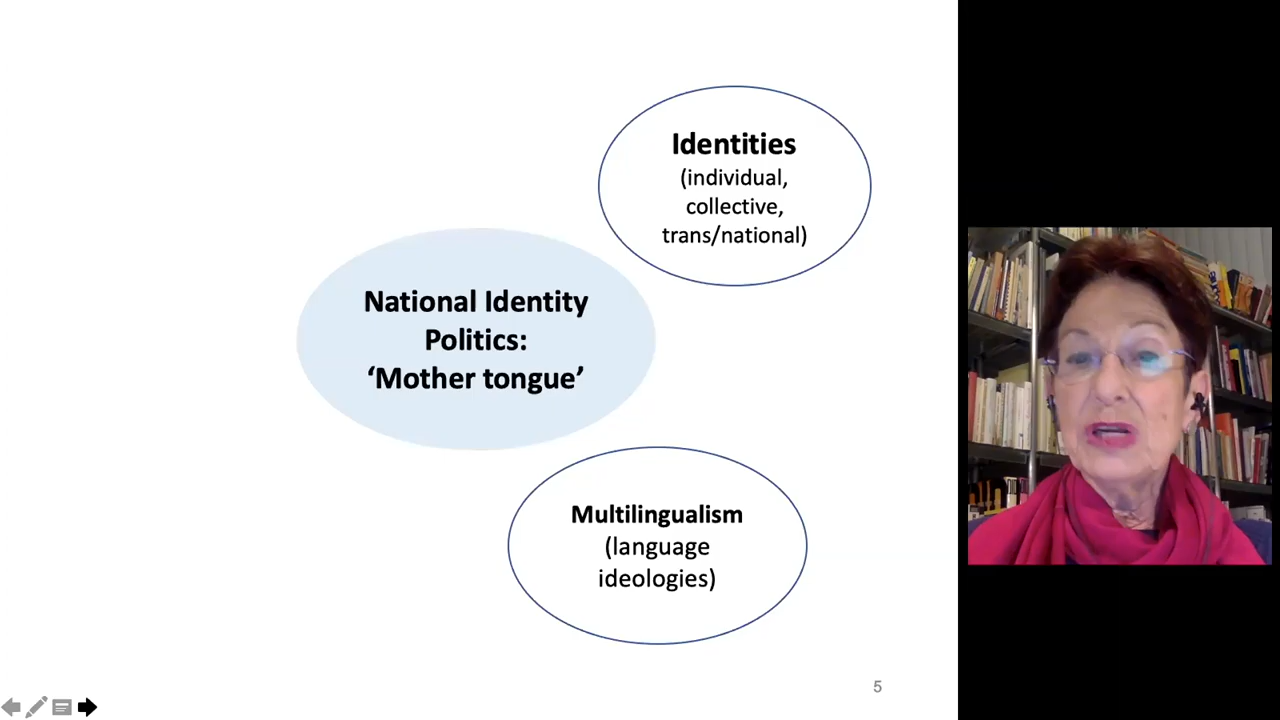 Identities
(individual,
collective,
trans/national)
National Identity
Politics:
‘Mother tongue’
Multilingualism
(language
ideologies)
5